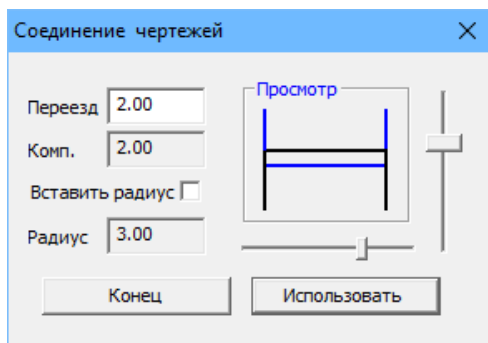 Соединение чертежей
Переезд 2.00
Комп. 2.00
Вставить радиус
Радиус 3.00
Просмотр
Конец
Использовать